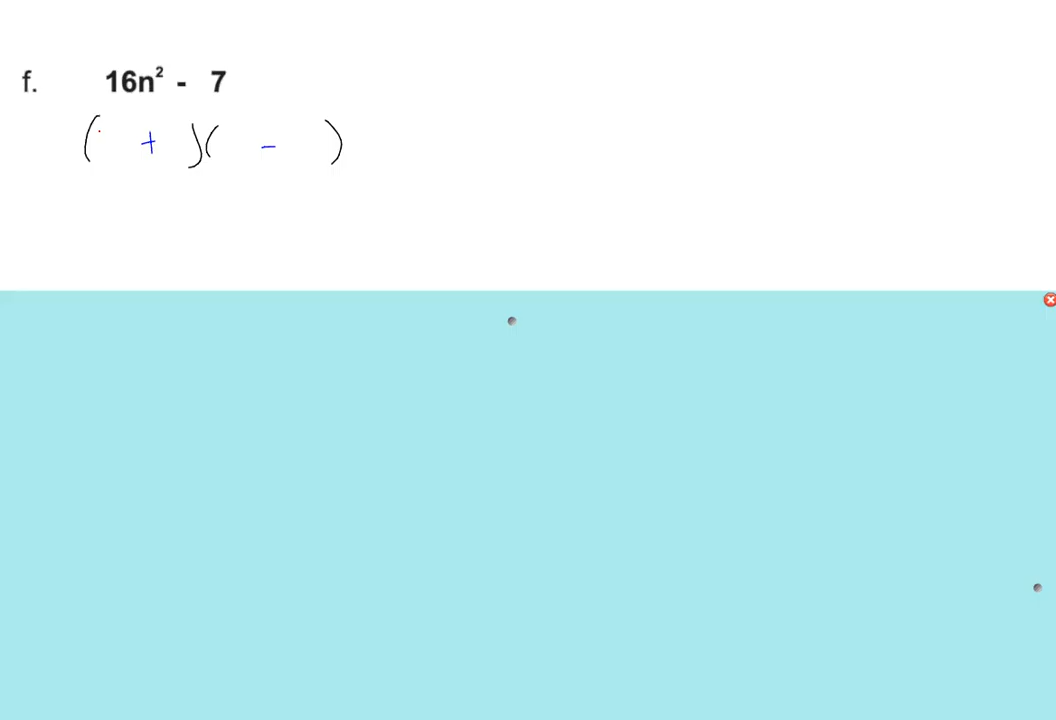 f. 16n² - 7
( + )( - )